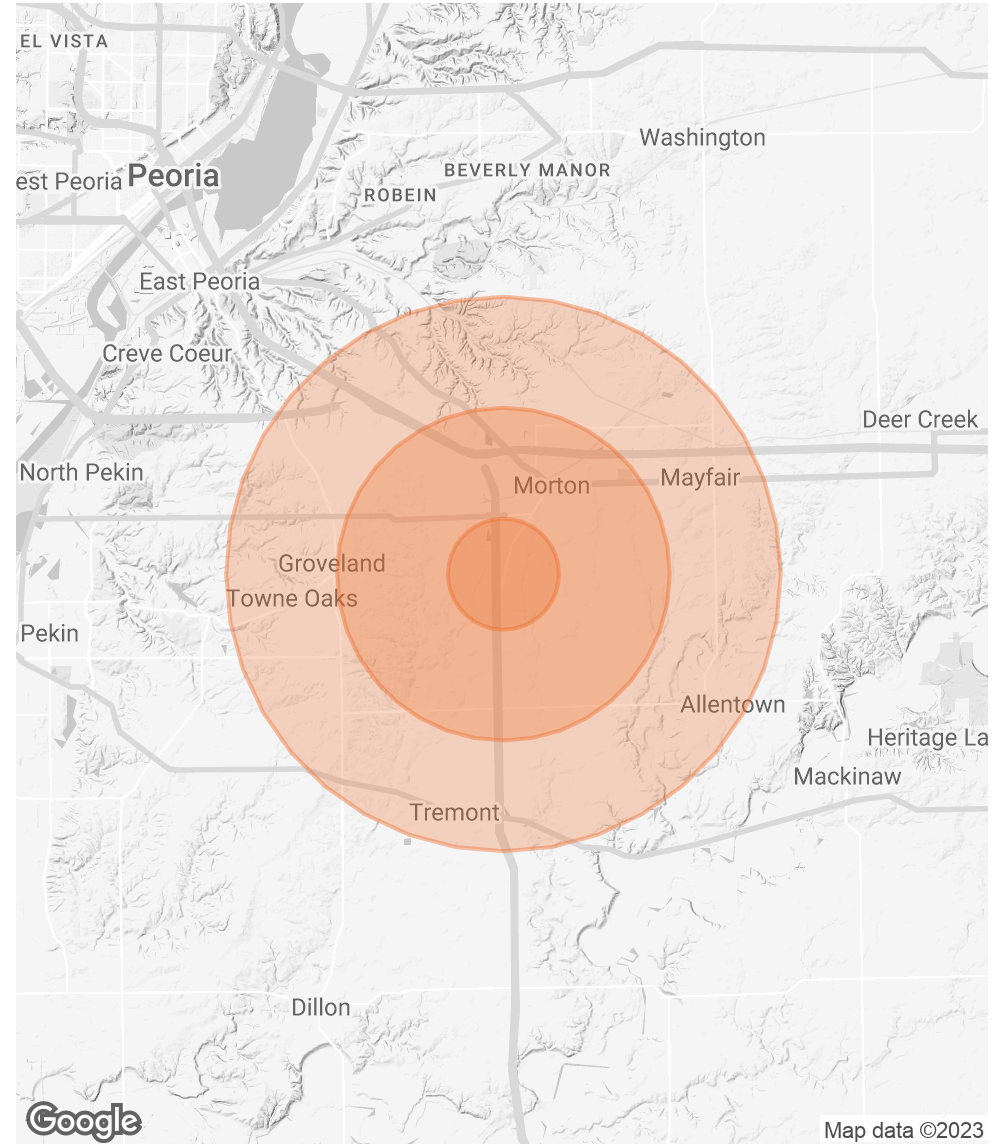 EL VISTA
Washington
BEVERLY MANOR
est Peoria
Peoria
ROBEIN
East Peoria
Creve Coeur
Deer Creek
North Pekin
Mayfair
Morton
Groveland
Towne Oaks
Pekin
Allentown
Heritage La
Mackinaw
Tremont
Dillon
Google
Map data ©2023